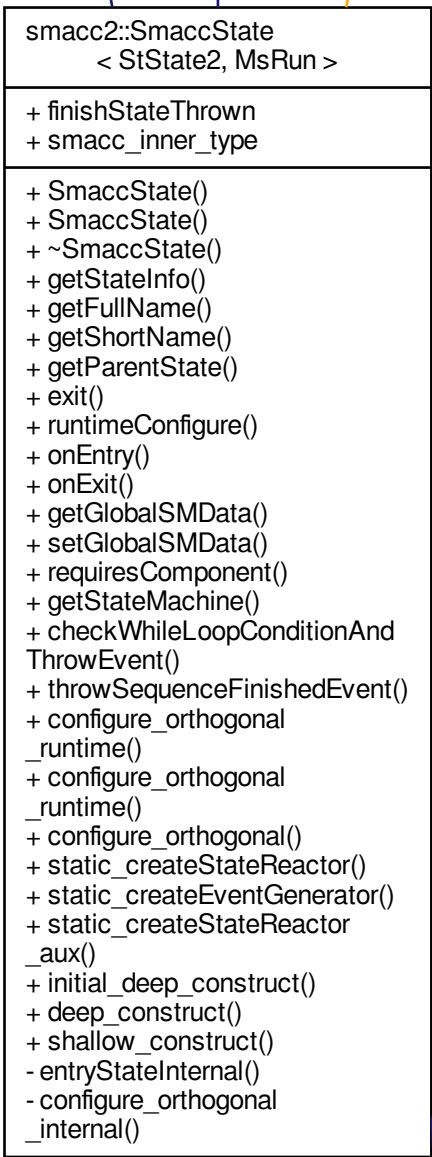 smacc2::SmaccState
< StState2, MsRun >
+ finishStateThrown
+ smacc_inner_type
+ SmaccState()
+ SmaccState()
+ ~SmaccState()
+ getStateInfo()
+ getFullName()
+ getShortName()
+ getParentState()
+ exit()
+ runtimeConfigure()
+ onEntry()
+ onExit()
+ getGlobalSMData()
+ setGlobalSMData()
+ requiresComponent()
+ getStateMachine()
+ checkWhileLoopConditionAnd
ThrowEvent()
+ throwSequenceFinishedEvent()
+ configure_orthogonal
_runtime()
+ configure_orthogonal
_runtime()
+ configure_orthogonal()
+ static_createStateReactor()
+ static_createEventGenerator()
+ static_createStateReactor
_aux()
+ initial_deep_construct()
+ deep_construct()
+ shallow_construct()
- entryStateInternal()
- configure_orthogonal
_internal()